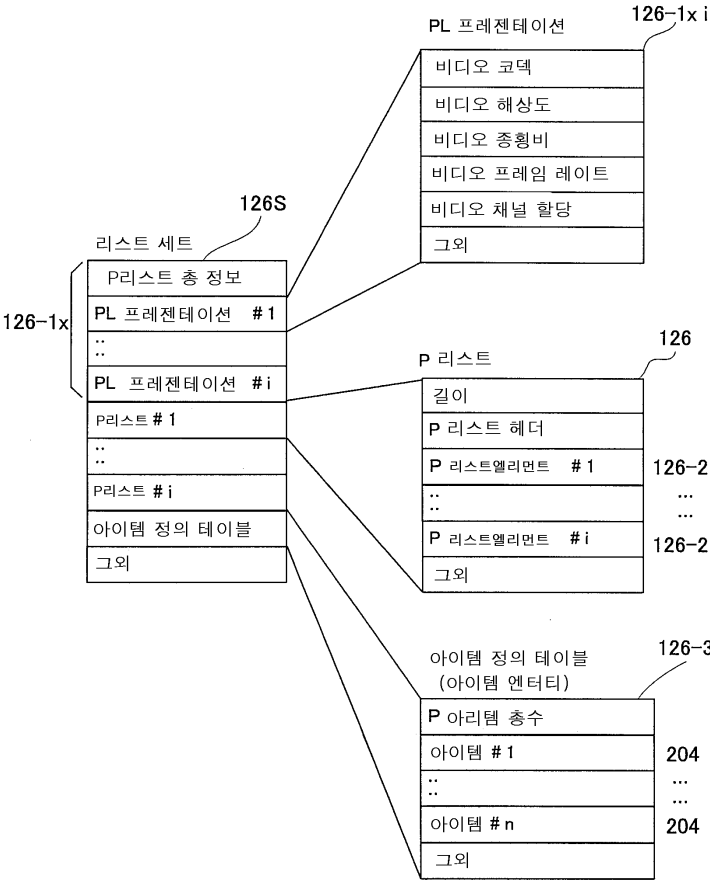 PL 프레젠테이션
126-1x i
비디오 코덱
비디오 해상도
비디오 종횡비
비디오 프레임 레이트
비디오 채널 할당
그외
126S
리스트 세트
P리스트 총 정보
PL 프레젠테이션 #1
::
PL 프레젠테이션 #i
P리스트 #1
::
P리스트 #i
아이템 정의 테이블
그외
126-1x
P 리스트
126
길이
P 리스트 헤더
P 리스트엘리먼트 #1 126-2
:: ...
...
P 리스트엘리먼트 #i 126-2
그외
아이템 정의 테이블
(아이템 엔터티)
126-3
P 아리템 총수
아이템 #1 204
:: ...
...
아이템 #n 204
그외